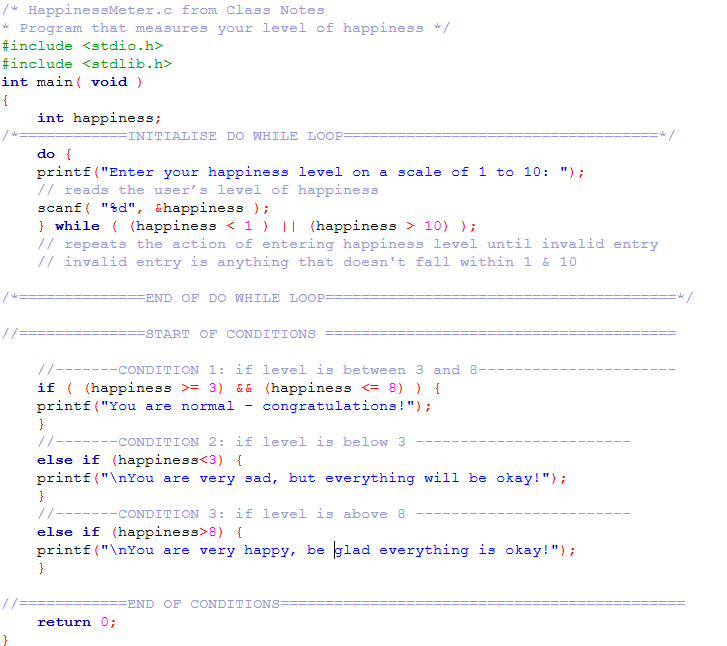 /* HappinessMeter.c from Class Notes
* Program that measures your level of happiness */
#include <stdio.h>
#include <stdlib.h>
int main( void )
{
    int happiness;
/*============INITIALISE DO WHILE LOOP===================================*/
    do {
    printf("Enter your happiness level on a scale of 1 to 10: ");
    // reads the user's level of happiness
    scanf( "%d", &happiness );
    } while ( (happiness < 1 ) || (happiness > 10) );
    // repeats the action of entering happiness level until invalid entry
    // invalid entry is anything that doesn't fall within 1 & 10

/*==============END OF DO WHILE LOOP=======================================*/

//==============START OF CONDITIONS =======================================

    //-------CONDITION 1: if level is between 3 and 8----------------------
    if ( (happiness >= 3) && (happiness <= 8) ) {
    printf("You are normal - congratulations!");
    }
    //-------CONDITION 2: if level is below 3 ------------------------
    else if (happiness<3) {
    printf("\nYou are very sad, but everything will be okay!");
    }
    //-------CONDITION 3: if level is above 8 ------------------------
    else if (happiness>8) {
    printf("\nYou are very happy, be glad everything is okay!");
    }

//============END OF CONDITIONS=============================================
    return 0;
}